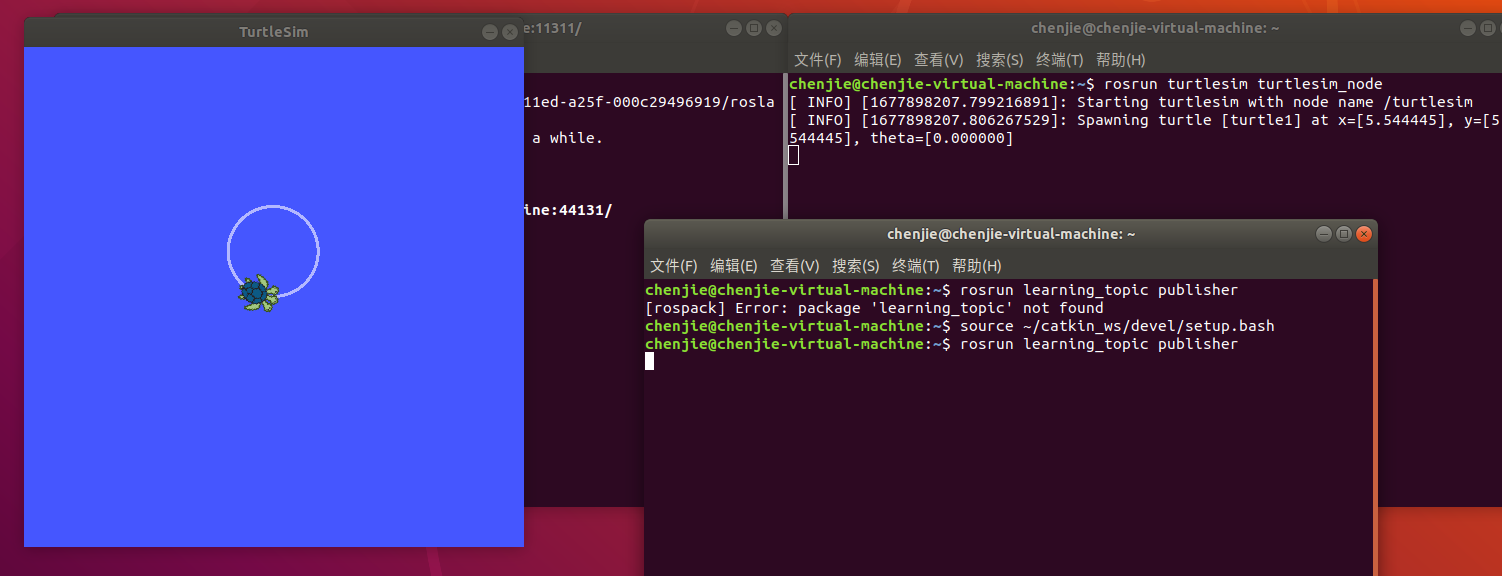 TurtleSim
e:11311/
11ed-a25f-000c29496919/rosla
a while.
ine:44131/
chenjie@chenjie-virtual-machine: ~
文件(F) 编辑(E) 查看(V) 搜索(S) 终端(T) 帮助(H)
chenjie@chenjie-virtual-machine:~$ rosrun turtlesim turtlesim_node
[ INFO] [1677898207.799216891]: Starting turtlesim with node name /turtlesim
[ INFO] [1677898207.806267529]: Spawning turtle [turtle1] at x=[5.544445], y=[5
544445], theta=[0.000000]
chenjie@chenjie-virtual-machine: ~
文件(F) 编辑(E) 查看(V) 搜索(S) 终端(T) 帮助(H)
chenjie@chenjie-virtual-machine:~$ rosrun learning_topic publisher
[rospack] Error: package 'learning_topic' not found
chenjie@chenjie-virtual-machine:~$ source ~/catkin_ws/devel/setup.bash
chenjie@chenjie-virtual-machine:~$ rosrun learning_topic publisher